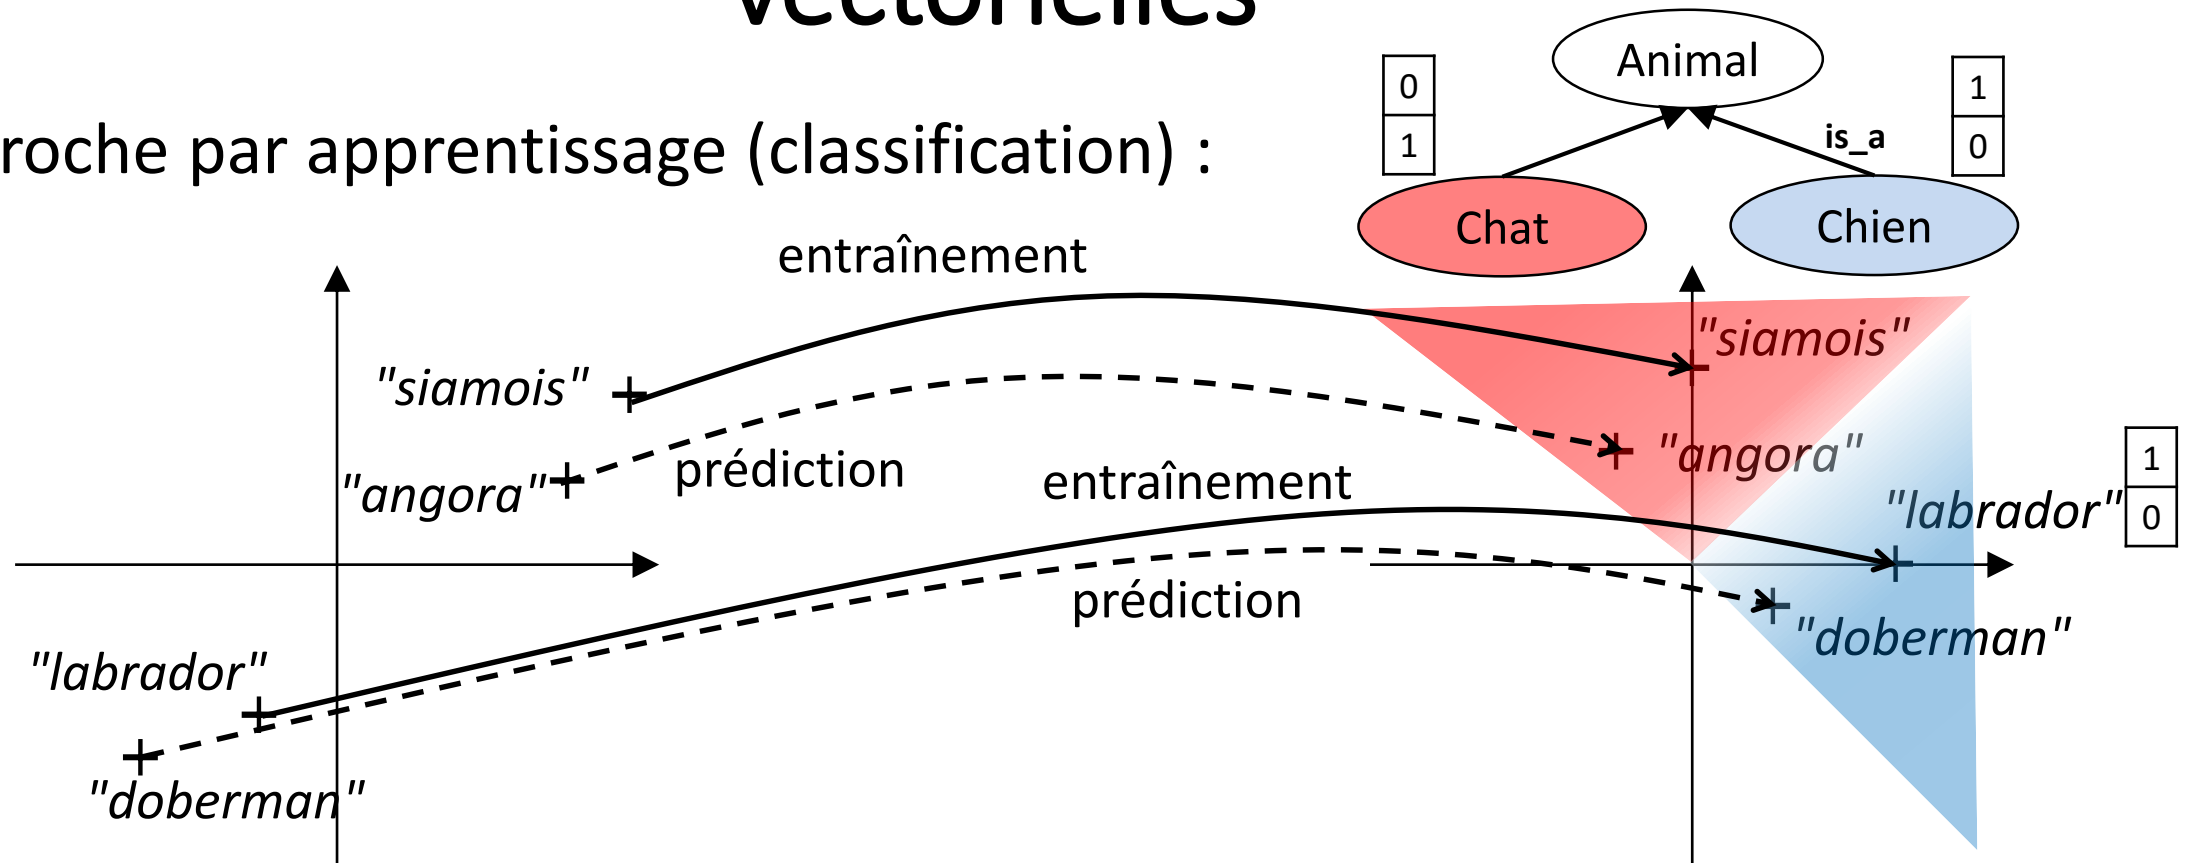 vectorielles
roche par apprentissage (classification) :
Animal
0
1
1
0
is_a
Chat
Chien
entraînement
"siamois"
"siamois"
"angora"
prédiction
"angora"
entraînement
"labrador"
1
0
prédiction
"doberman"
"labrador"
"doberman"